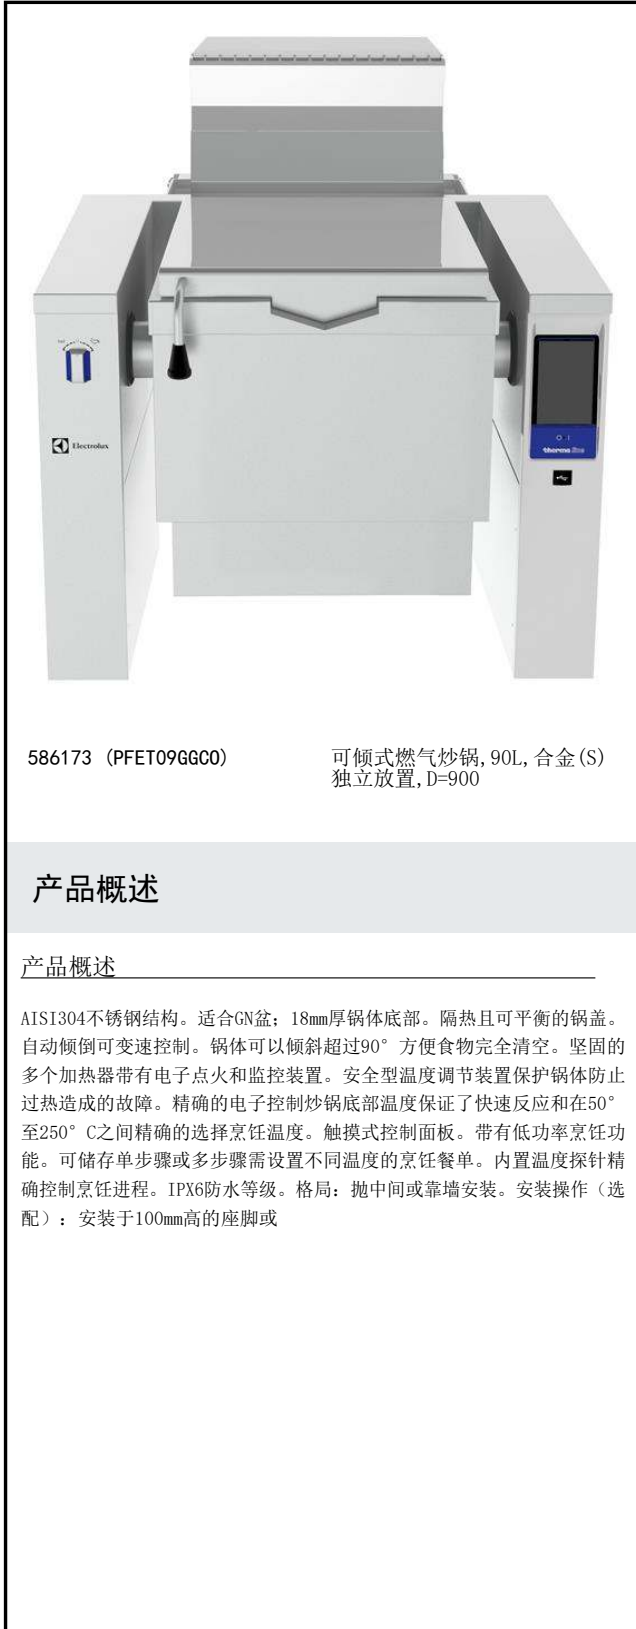 Electrolux
thermaline
586173 (PFET09GGCO)
可倾式燃气炒锅,90L,合金(S)
独立放置,D=900
产品概述
产品概述
AISI304不锈钢结构。适合GN盆；18mm厚锅体底部。隔热且可平衡的锅盖。
自动倾倒可变速控制。锅体可以倾斜超过90°方便食物完全清空。坚固的
多个加热器带有电子点火和监控装置。安全型温度调节装置保护锅体防止
过热造成的故障。精确的电子控制炒锅底部温度保证了快速反应和在50°
至250°C之间精确的选择烹饪温度。触摸式控制面板。带有低功率烹饪功
能。可储存单步骤或多步骤需设置不同温度的烹饪餐单。内置温度探针精
确控制烹饪进程。IPX6防水等级。格局：抛中间或靠墙安装。安装操作（选
配）：安装于100mm高的座脚或